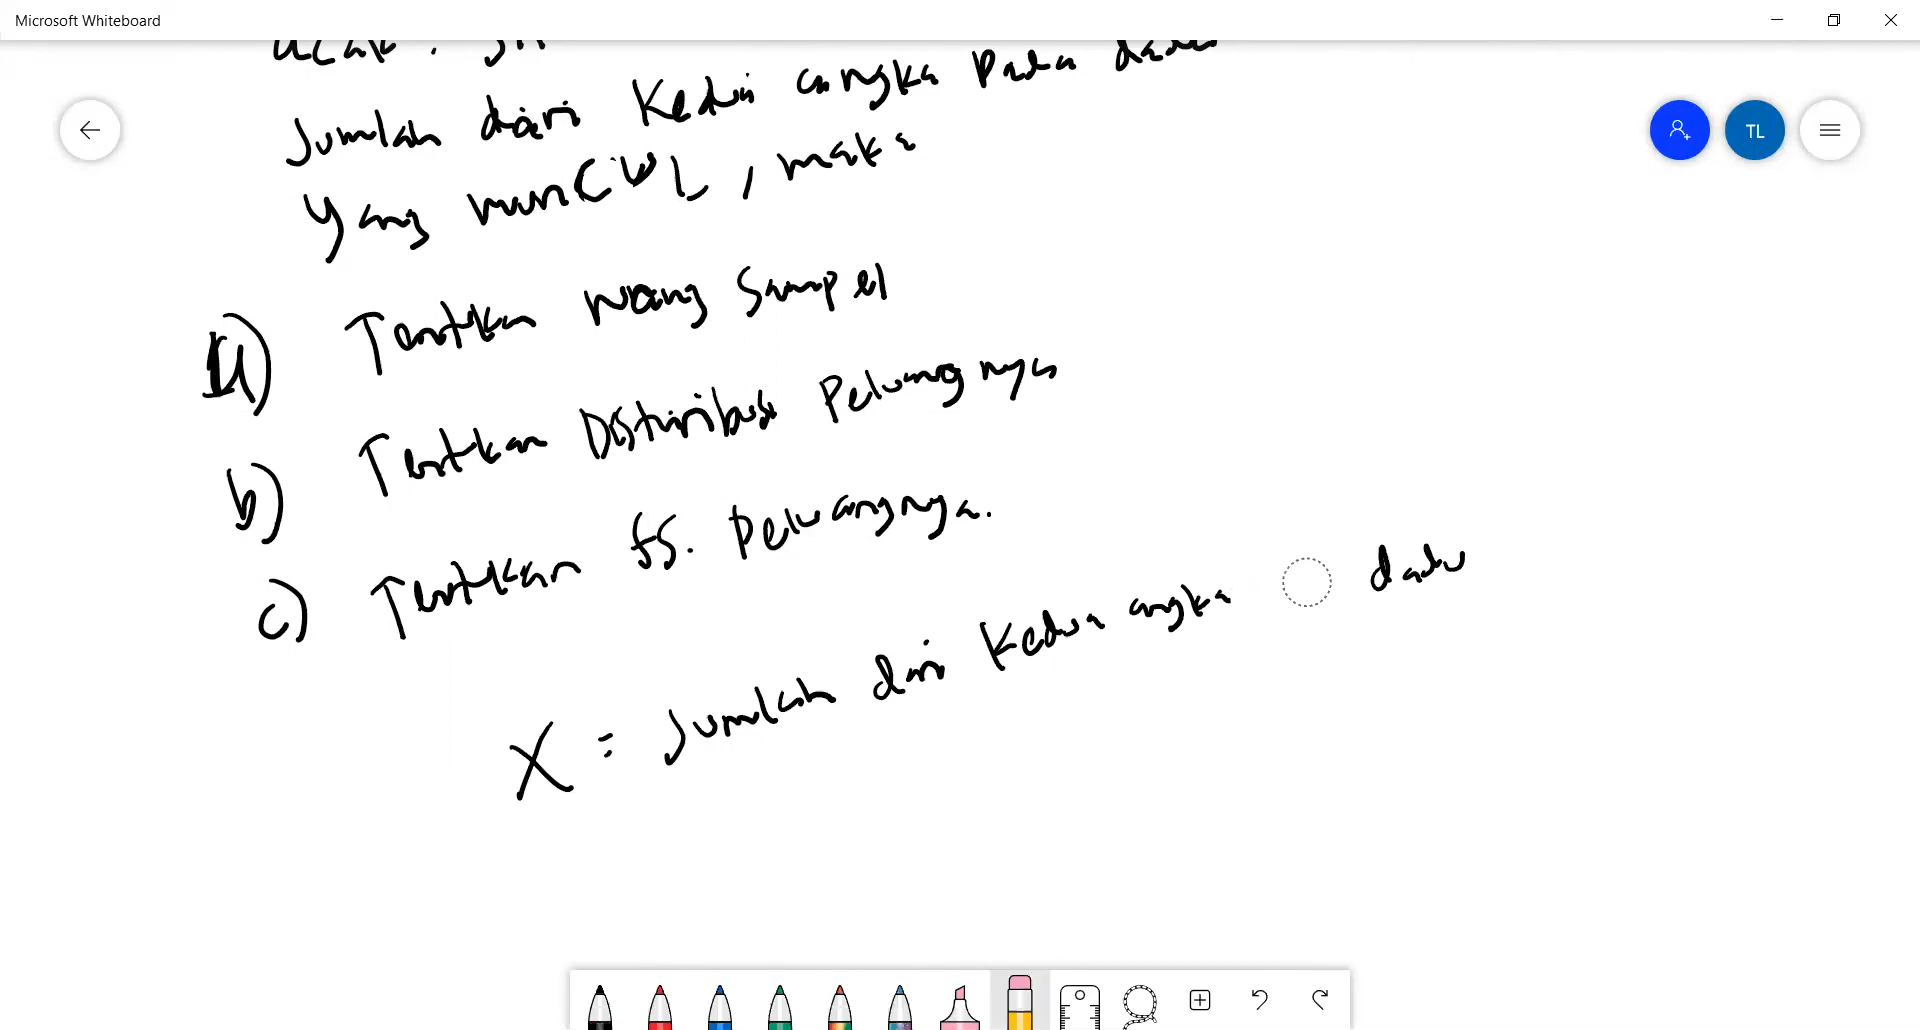 Microsoft Whiteboard
Jumlah dari Kedua angka Pada dadu
Yang muncul, maka
TL
a) Tentukan ruang Sampel
b) Tentukan Distribusi Peluangnya
c) Tentukan fs. Peluangnya.
X = Jumlah dari Kedua angka dadu